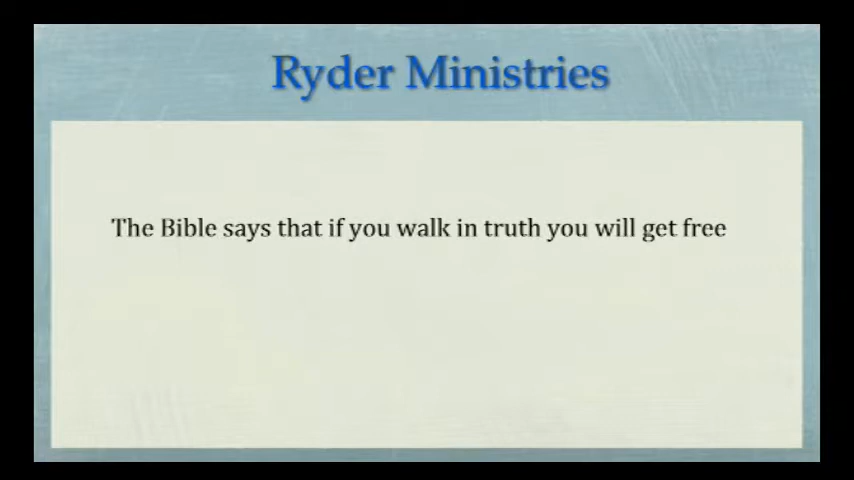 Ryder Ministries
The Bible says that if you walk in truth you will get free